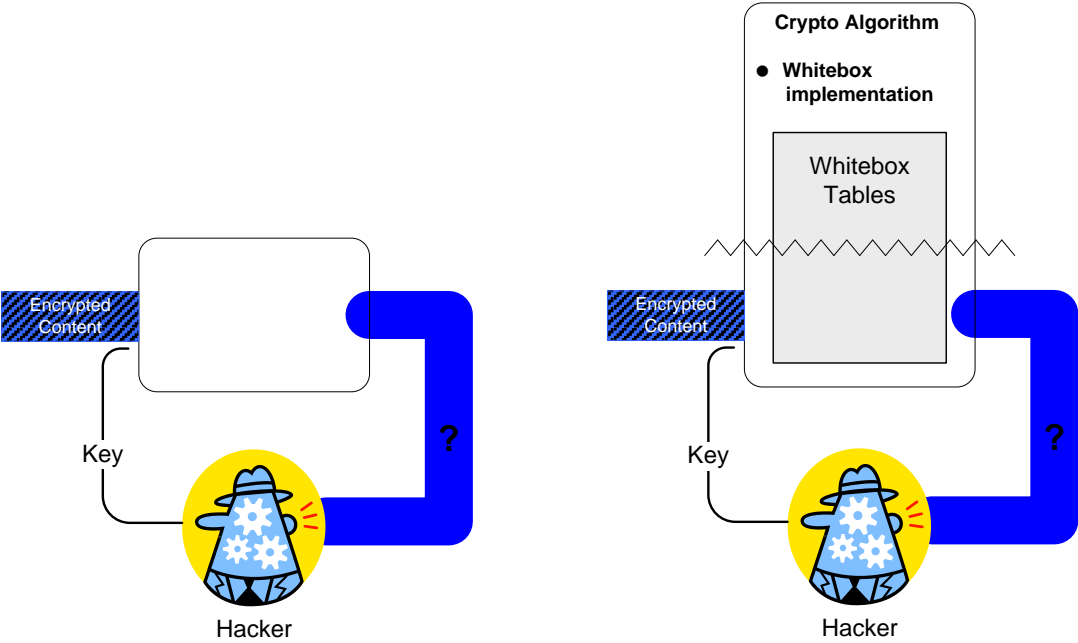 Encrypted
Content
Key
?
Hacker
Crypto Algorithm
● Whitebox
implementation
Whitebox
Tables
Encrypted
Content
Key
?
Hacker